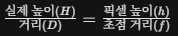 실제 높이(H) / 거리(D) = 픽셀 높이(h) / 초점 거리(f)